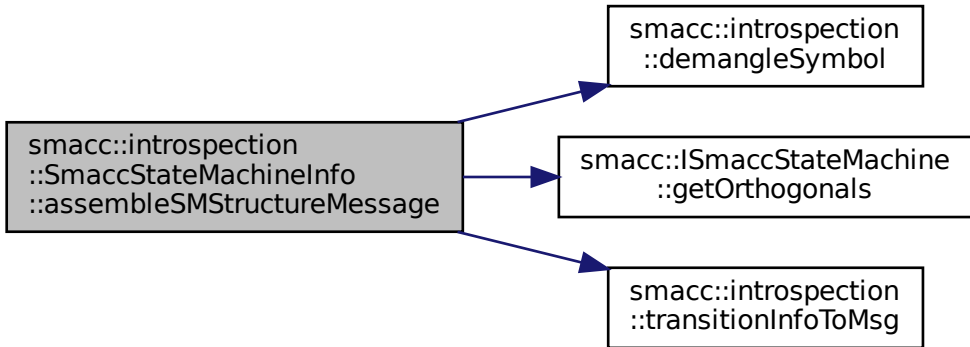 smacc::introspection
::SmaccStateMachineInfo
::assembleSMStructureMessage
smacc::introspection
::demangleSymbol
smacc::ISmaccStateMachine
::getOrthogonals
smacc::introspection
::transitionInfoToMsg